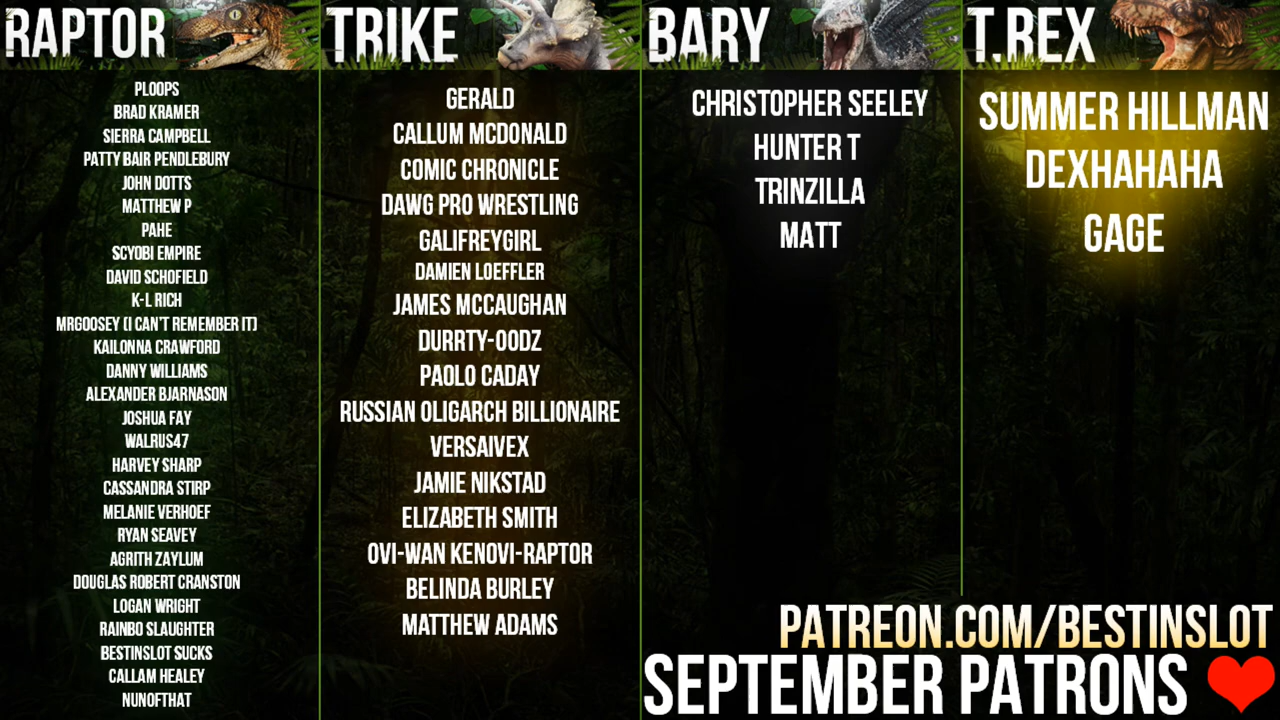 RAPTOR
PLOOPS
BRAD KRAMER
SIERRA CAMPBELL
PATTY BAIR PENDLEBURY
JOHN DOTTS
MATTHEW P
PAHE
SCYOBI EMPIRE
DAVID SCHOFIELD
K-L RICH
MRGOOSEY (I CAN'T REMEMBER IT)
KAILONNA CRAWFORD
DANNY WILLIAMS
ALEXANDER BJARNASON
JOSHUA FAY
WALRUS47
HARVEY SHARP
CASSANDRA STIRP
MELANIE VERHOEF
RYAN SEAVEY
AGRITH ZAYLUM
DOUGLAS ROBERT CRANSTON
LOGAN WRIGHT
RAINBO SLAUGHTER
BESTINSLOT SUCKS
CALLAM HEALEY
NUNOFTHAT
TRIKE
GERALD
CALLUM MCDONALD
COMIC CHRONICLE
DAWG PRO WRESTLING
GALIFREYGIRL
DAMIEN LOEFFLER
JAMES MCCAUGHAN
DURRTY-OODZ
PAOLO CADAY
RUSSIAN OLIGARCH BILLIONAIRE
VERSAIVEX
JAMIE NIKSTAD
ELIZABETH SMITH
OVI-WAN KENOVI-RAPTOR
BELINDA BURLEY
MATTHEW ADAMS
BARY
CHRISTOPHER SEELEY
HUNTER T
TRINZILLA
MATT
T.REX
SUMMER HILLMAN
DEXHAHAHA
GAGE
PATREON.COM/BESTINSLOT
SEPTEMBER PATRONS